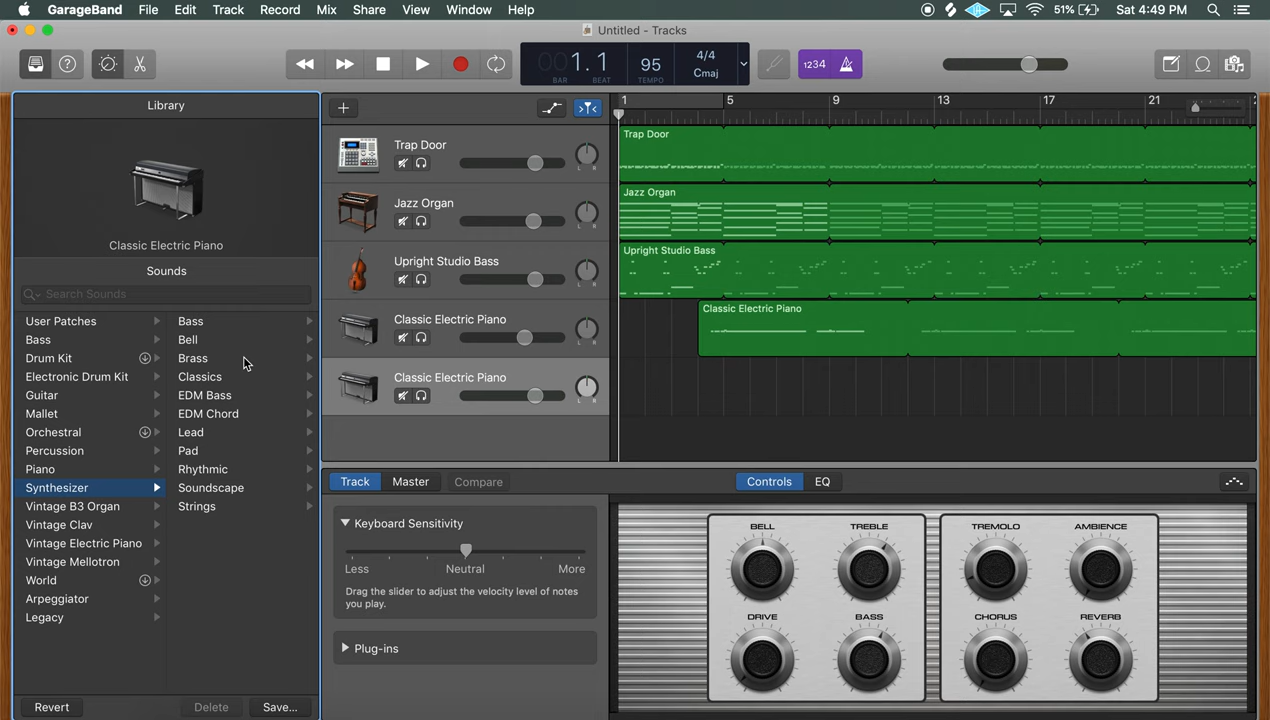 GarageBand File Edit Track Record Mix Share View Window Help 51% Sat 4:49 PM
Untitled - Tracks
001.1 95 4/4 1234
BAR BEAT TEMPO Cmaj
Library
1 5 9 13 17 21
Trap Door Trap Door
Jazz Organ Jazz Organ
Classic Electric Piano
Upright Studio Bass Upright Studio Bass
Sounds
Search Sounds
Classic Electric Piano Classic Electric Piano
User Patches Bass
Bass Bell
Drum Kit Brass
Electronic Drum Kit Classics
Classic Electric Piano
Guitar EDM Bass
Mallet EDM Chord
Orchestral Lead
Percussion Pad
Piano Rhythmic
Synthesizer Soundscape
Vintage B3 Organ Strings
Vintage Clav
Vintage Electric Piano
Vintage Mellotron
World
Arpeggiator
Legacy
Revert Delete Save...
L R
L R
L R
L R
L R
Track Master Compare Controls EQ
Keyboard Sensitivity
Less Neutral More
Drag the slider to adjust the velocity level of notes
you play.
Plug-ins
BELL TREBLE TREMOLO AMBIENCE
DRIVE BASS CHORUS REVERB